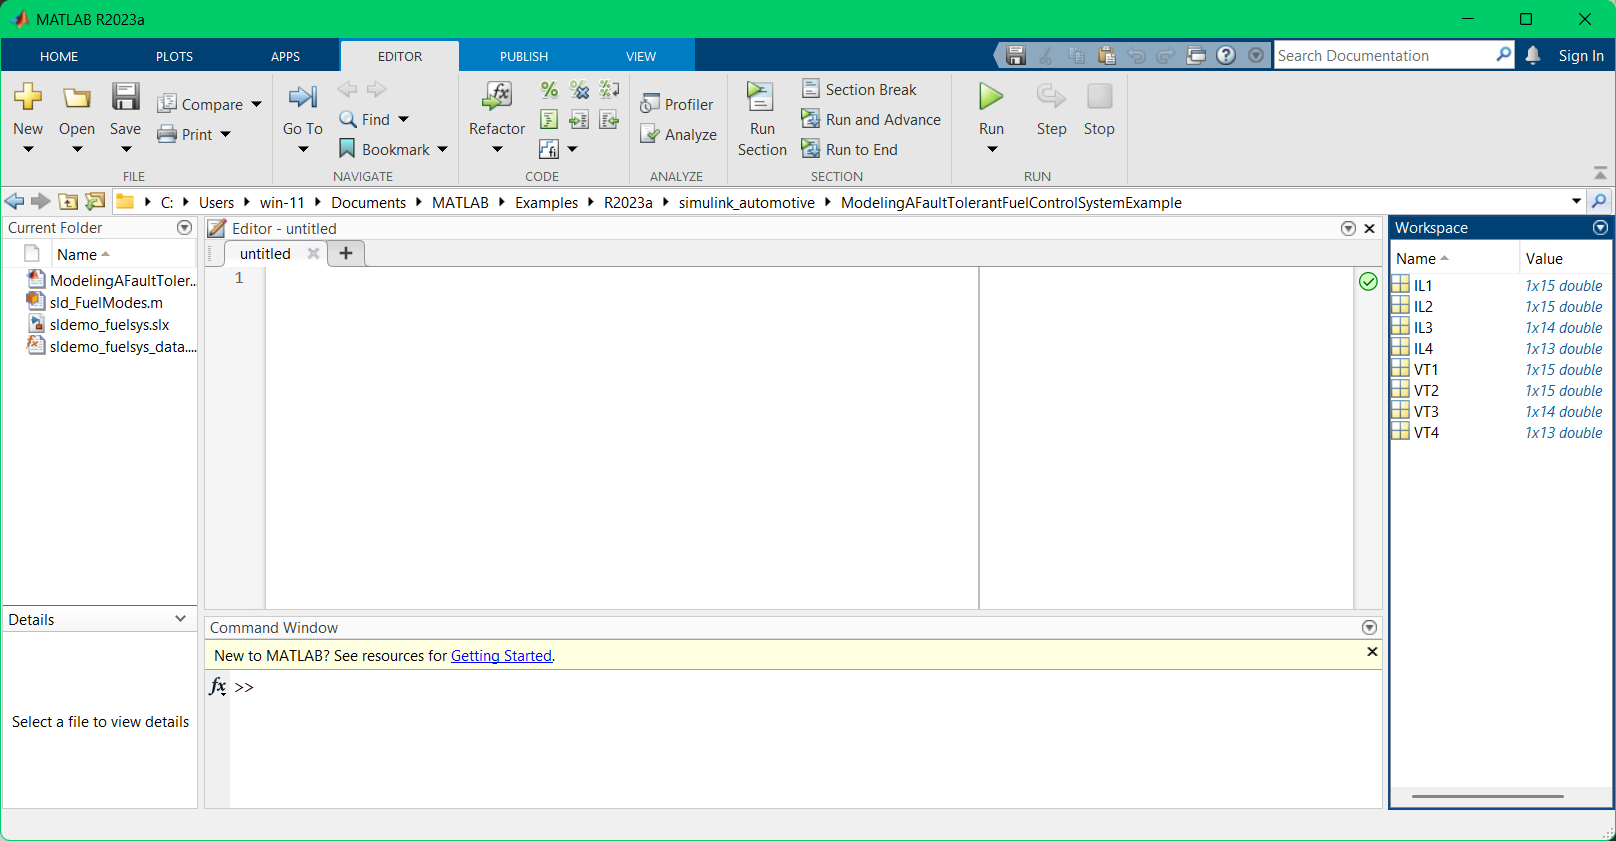 MATLAB R2023a
HOME PLOTS APPS EDITOR PUBLISH VIEW Search Documentation Sign In
New Open Save Compare Print FILE
Go To Find Bookmark NAVIGATE
Refactor CODE
Profiler Analyze ANALYZE
Run Section Section Break Run and Advance Run to End SECTION
Run Step Stop RUN
C: Users win-11 Documents MATLAB Examples R2023a simulink_automotive ModelingAFaultTolerantFuelControlSystemExample
Current Folder
Name
ModelingAFaultToler...
sld_FuelModes.m
sldemo_fuelsys.slx
sldemo_fuelsys_data....
Details
Select a file to view details
Editor - untitled
untitled +
1
Command Window
New to MATLAB? See resources for Getting Started.
fx >>
Workspace
Name Value
IL1 1x15 double
IL2 1x15 double
IL3 1x14 double
IL4 1x13 double
VT1 1x15 double
VT2 1x15 double
VT3 1x14 double
VT4 1x13 double